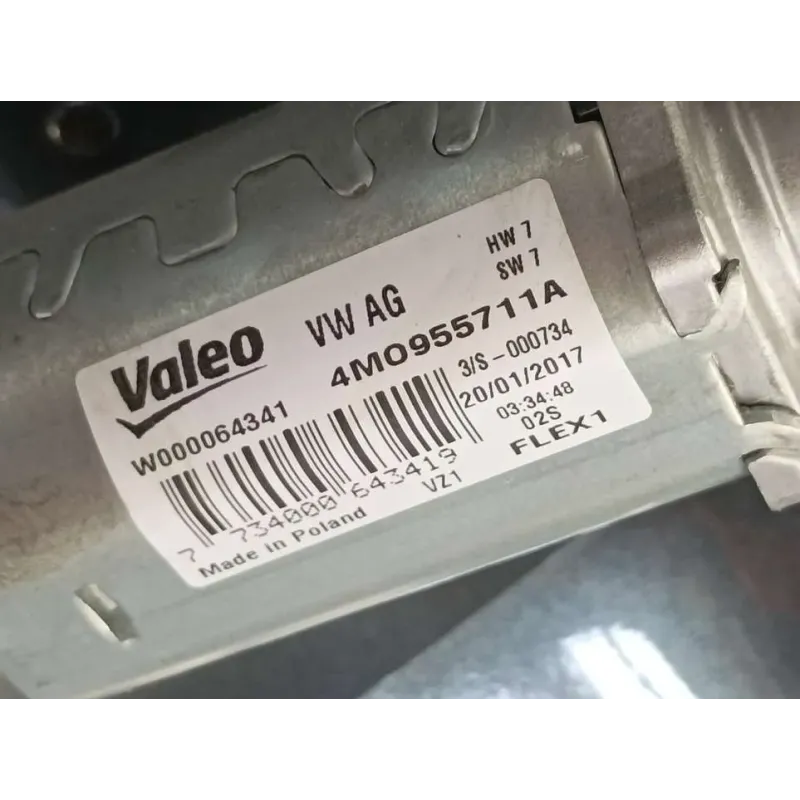 Valeo
VW AG
HW 7
SW 7
4M0955711A
W000064341
3/S-000734
20/01/2017
03:34:48
02S
FLEX1
7 734000 643419
VZ1
Made in Poland